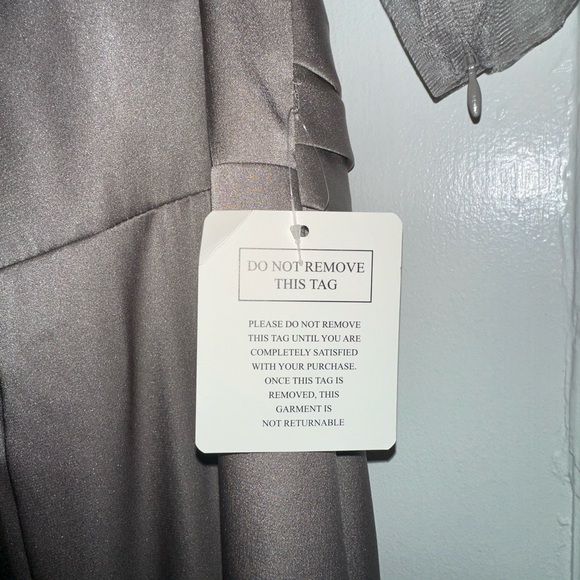 DO NOT REMOVE
THIS TAG
PLEASE DO NOT REMOVE
THIS TAG UNTIL YOU ARE
COMPLETELY SATISFIED
WITH YOUR PURCHASE.
ONCE THIS TAG IS
REMOVED, THIS
GARMENT IS
NOT RETURNABLE